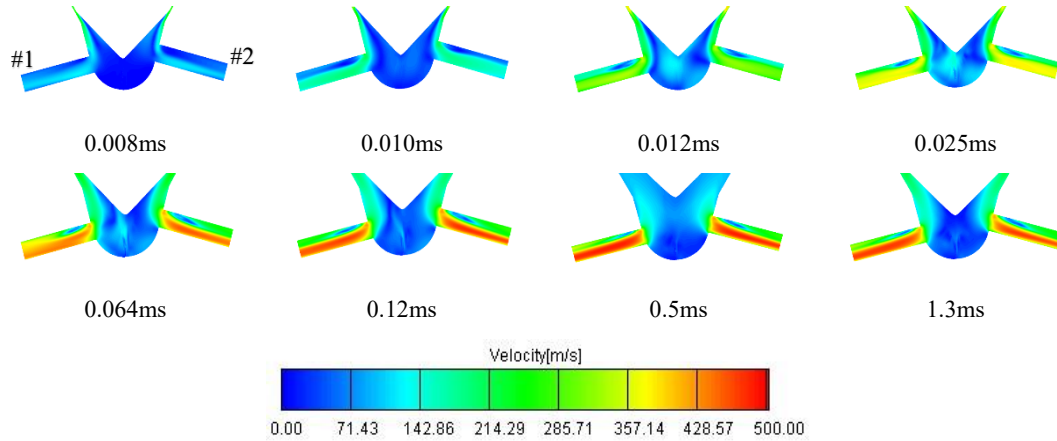 #1 #2
0.008ms 0.010ms 0.012ms 0.025ms
0.064ms 0.12ms 0.5ms 1.3ms
Velocity[m/s]
0.00 71.43 142.86 214.29 285.71 357.14 428.57 500.00